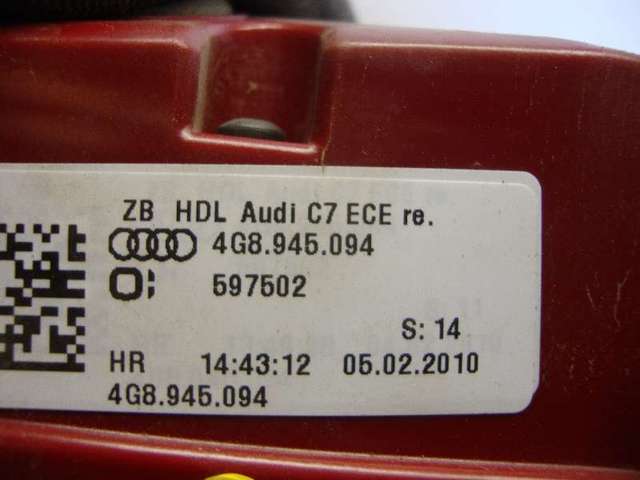 ZB HDL Audi C7 ECE re.
4G8.945.094
O: 597502
S: 14
HR 14:43:12 05.02.2010
4G8.945.094